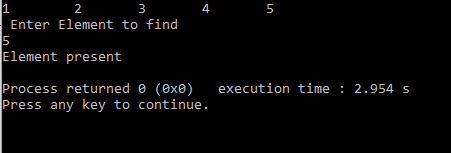 1 2 3 4 5
Enter Element to find
5
Element present
Process returned 0 (0x0) execution time : 2.954 s
Press any key to continue.